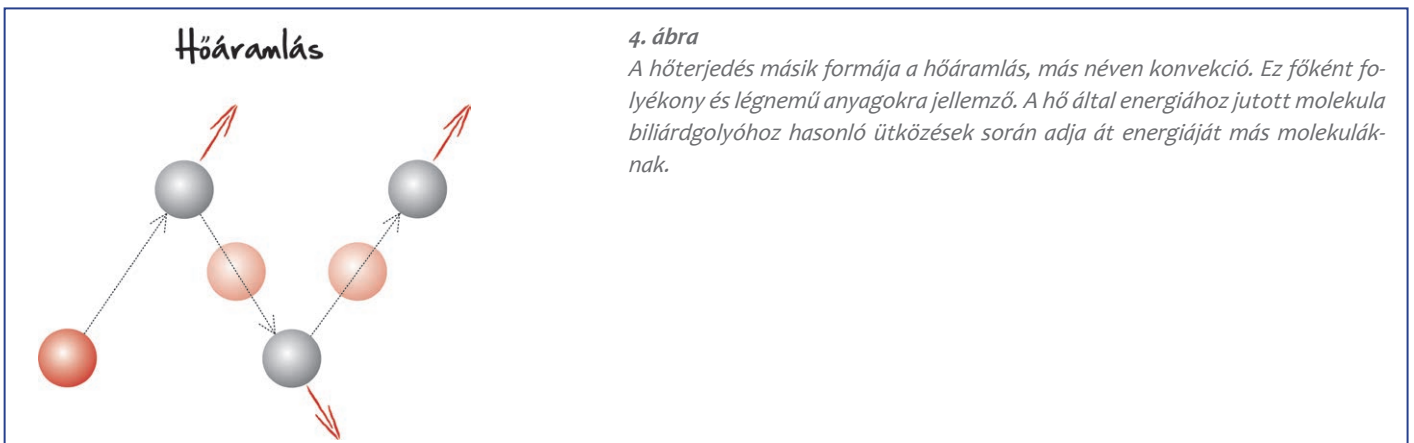 Hőáramlás
4. ábra
A hőterjedés másik formája a hőáramlás, más néven konvekció. Ez főként fo-
lyékony és légnemű anyagokra jellemző. A hő által energiához jutott molekula
biliárdgolyóhoz hasonló ütközések során adja át energiáját más molekulák-
nak.